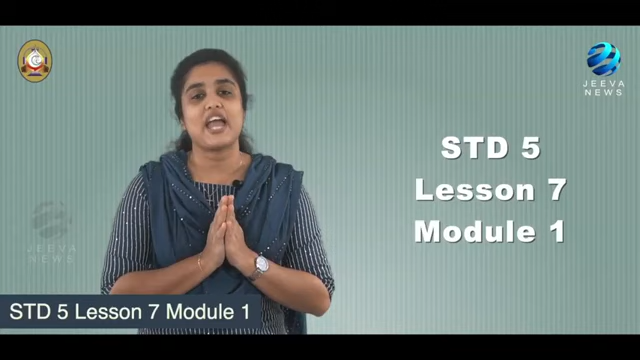 JEEVA
NEWS
STD 5
Lesson 7
Module 1
JEEVA
NEWS
STD 5 Lesson 7 Module 1